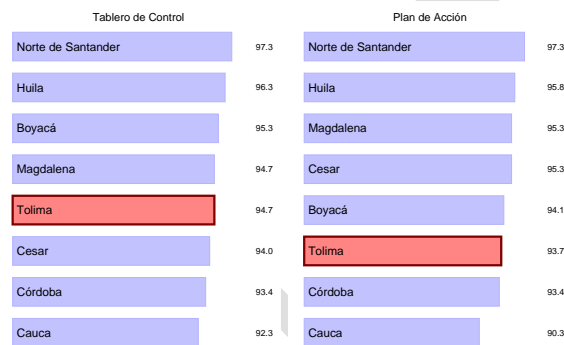 Tablero de Control
Norte de Santander 97.3
Huila 96.3
Boyacá 95.3
Magdalena 94.7
Tolima 94.7
Cesar 94.0
Córdoba 93.4
Cauca 92.3
Plan de Acción
Norte de Santander 97.3
Huila 95.8
Magdalena 95.3
Cesar 95.3
Boyacá 94.1
Tolima 93.7
Córdoba 93.4
Cauca 90.3